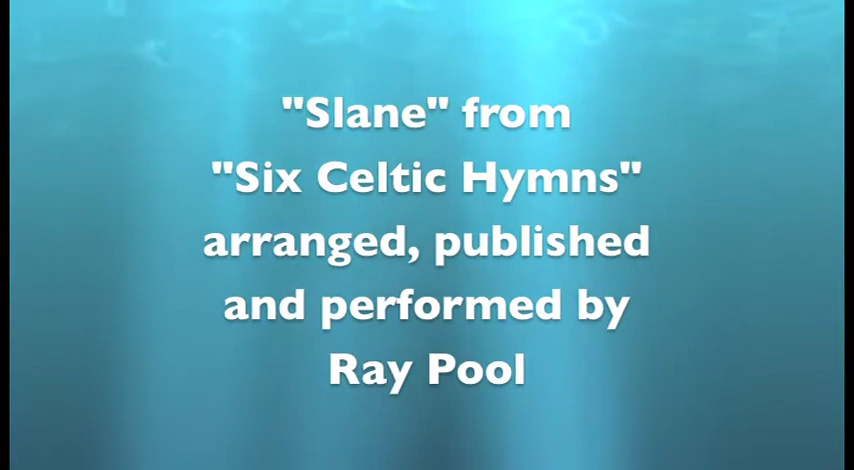 "Slane" from
"Six Celtic Hymns"
arranged, published
and performed by
Ray Pool